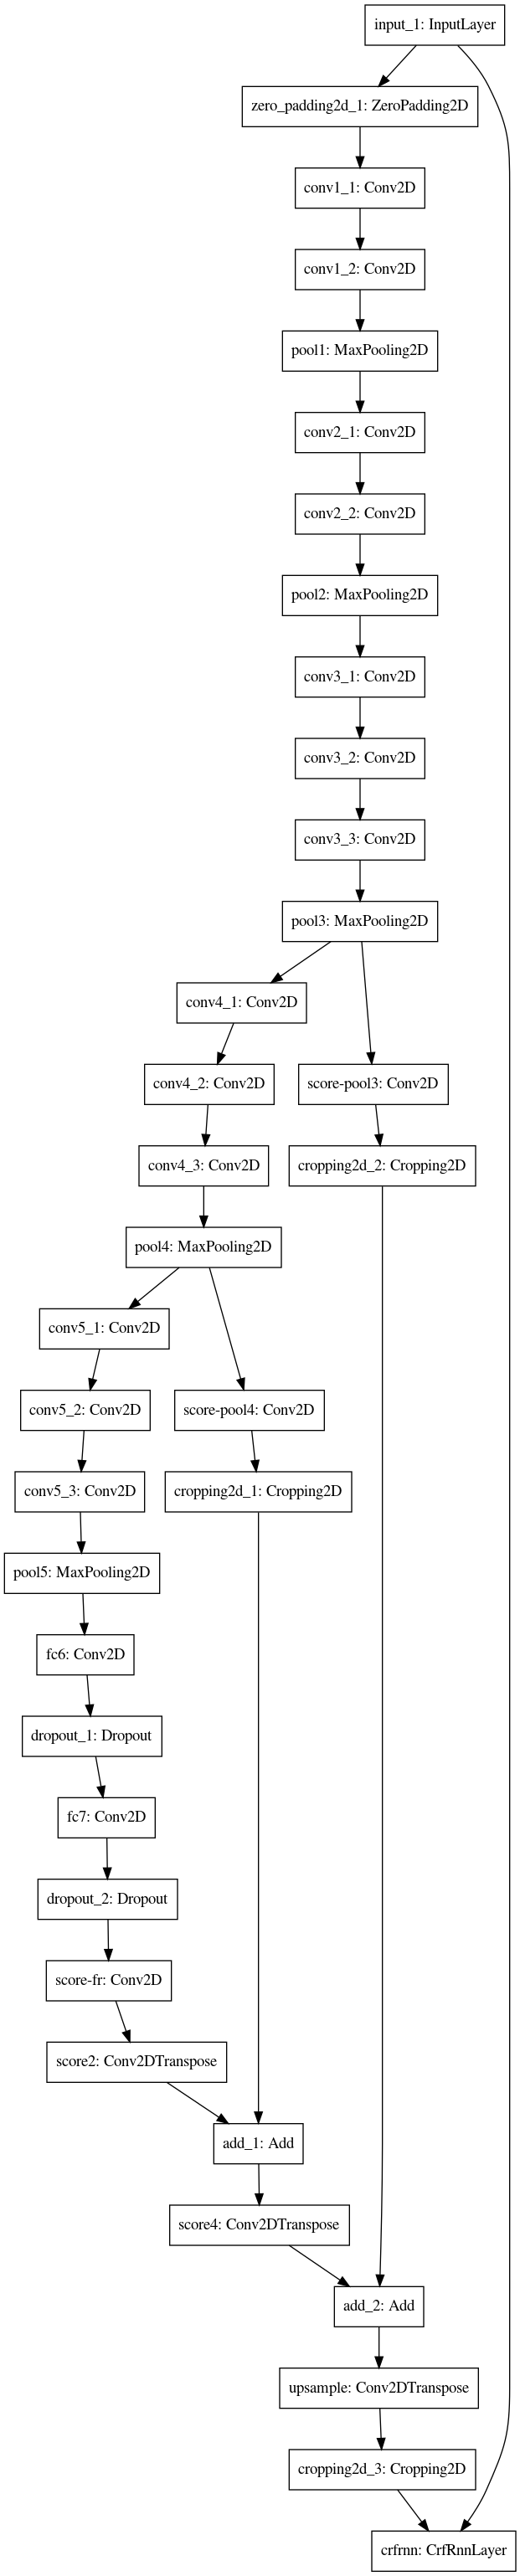 input_1: InputLayer
zero_padding2d_1: ZeroPadding2D
conv1_1: Conv2D
conv1_2: Conv2D
pool1: MaxPooling2D
conv2_1: Conv2D
conv2_2: Conv2D
pool2: MaxPooling2D
conv3_1: Conv2D
conv3_2: Conv2D
conv3_3: Conv2D
pool3: MaxPooling2D
conv4_1: Conv2D
conv4_2: Conv2D
score-pool3: Conv2D
conv4_3: Conv2D
cropping2d_2: Cropping2D
pool4: MaxPooling2D
conv5_1: Conv2D
conv5_2: Conv2D
score-pool4: Conv2D
conv5_3: Conv2D
cropping2d_1: Cropping2D
pool5: MaxPooling2D
fc6: Conv2D
dropout_1: Dropout
fc7: Conv2D
dropout_2: Dropout
score-fr: Conv2D
score2: Conv2DTranspose
add_1: Add
score4: Conv2DTranspose
add_2: Add
upsample: Conv2DTranspose
cropping2d_3: Cropping2D
crfrnn: CrfRnnLayer